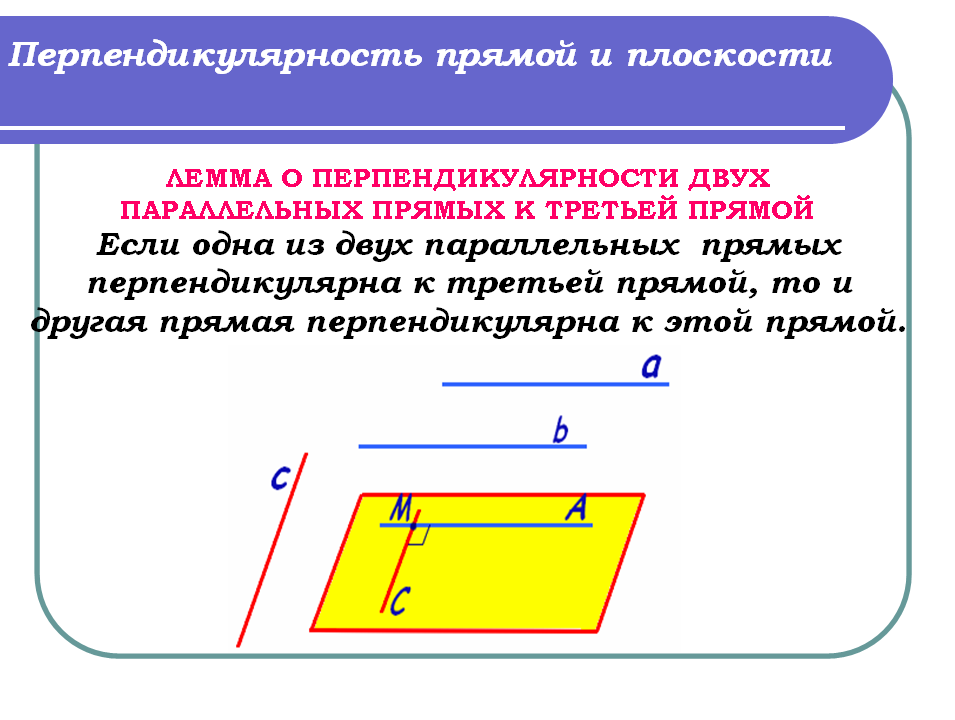 Перпендикулярность прямой и плоскости
ЛЕММА О ПЕРПЕНДИКУЛЯРНОСТИ ДВУХ
ПАРАЛЛЕЛЬНЫХ ПРЯМЫХ К ТРЕТЬЕЙ ПРЯМОЙ
Если одна из двух параллельных прямых
перпендикулярна к третьей прямой, то и
другая прямая перпендикулярна к этой прямой.
a
b
c
M A
C